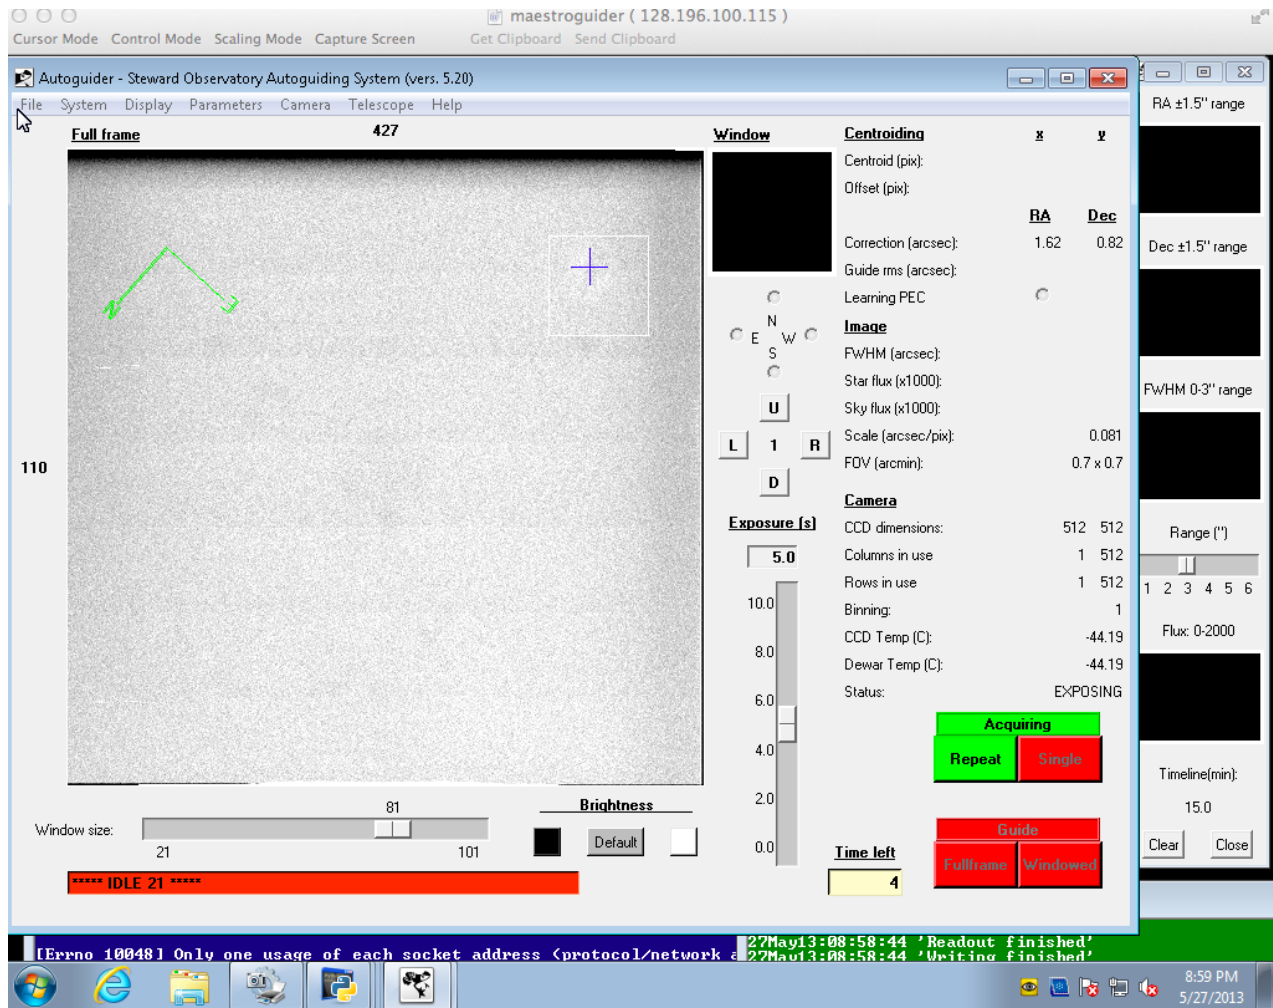 maestroguider ( 128.196.100.115 )
Cursor Mode Control Mode Scaling Mode Capture Screen Get Clipboard Send Clipboard
Autoguider - Steward Observatory Autoguiding System (vers. 5.20)
File System Display Parameters Camera Telescope Help
Full frame
427
N
E
110
Window size:
81
21
101
Brightness
Default
***** IDLE 21 *****
Window
N
E W
S
U
L 1 R
D
Exposure (s)
5.0
10.0
8.0
6.0
4.0
2.0
0.0
Centroiding x y
Centroid (pix):
Offset (pix):
RA Dec
Correction (arcsec): 1.62 0.82
Guide rms (arcsec):
Learning PEC
Image
FWHM (arcsec):
Star flux (x1000):
Sky flux (x1000):
Scale (arcsec/pix): 0.081
FOV (arcmin): 0.7 x 0.7
Camera
CCD dimensions: 512 512
Columns in use 1 512
Rows in use 1 512
Binning: 1
CCD Temp (C): -44.19
Dewar Temp (C): -44.19
Status: EXPOSING
Acquiring
Repeat Single
Guide
Fullframe Windowed
Time left
4
RA ±1.5'' range
Dec ±1.5'' range
FWHM 0-3'' range
Range ('')
1 2 3 4 5 6
Flux: 0-2000
Timeline(min):
15.0
Clear Close
[Errno 10048] Only one usage of each socket address (protocol/network
27May13:08:58:44 'Readout finished'
27May13:08:58:44 'Writing finished'
8:59 PM
5/27/2013